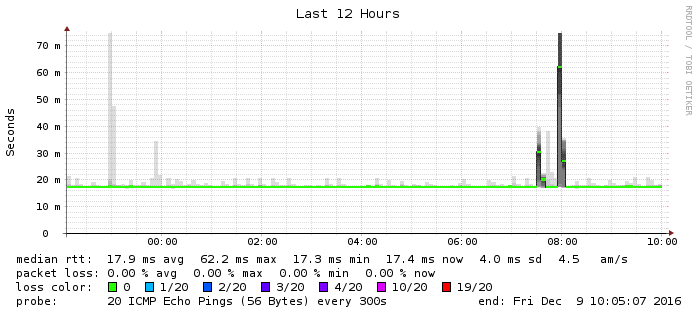 Last 12 Hours
RRDTOOL / TOBI OETIKER
Seconds
70 m
60 m
50 m
40 m
30 m
20 m
10 m
0
00:00 02:00 04:00 06:00 08:00 10:00
median rtt: 17.9 ms avg 62.2 ms max 17.3 ms min 17.4 ms now 4.0 ms sd 4.5 am/s
packet loss: 0.00 % avg 0.00 % max 0.00 % min 0.00 % now
loss color: 0 1/20 2/20 3/20 4/20 10/20 19/20
probe: 20 ICMP Echo Pings (56 Bytes) every 300s end: Fri Dec 9 10:05:07 2016